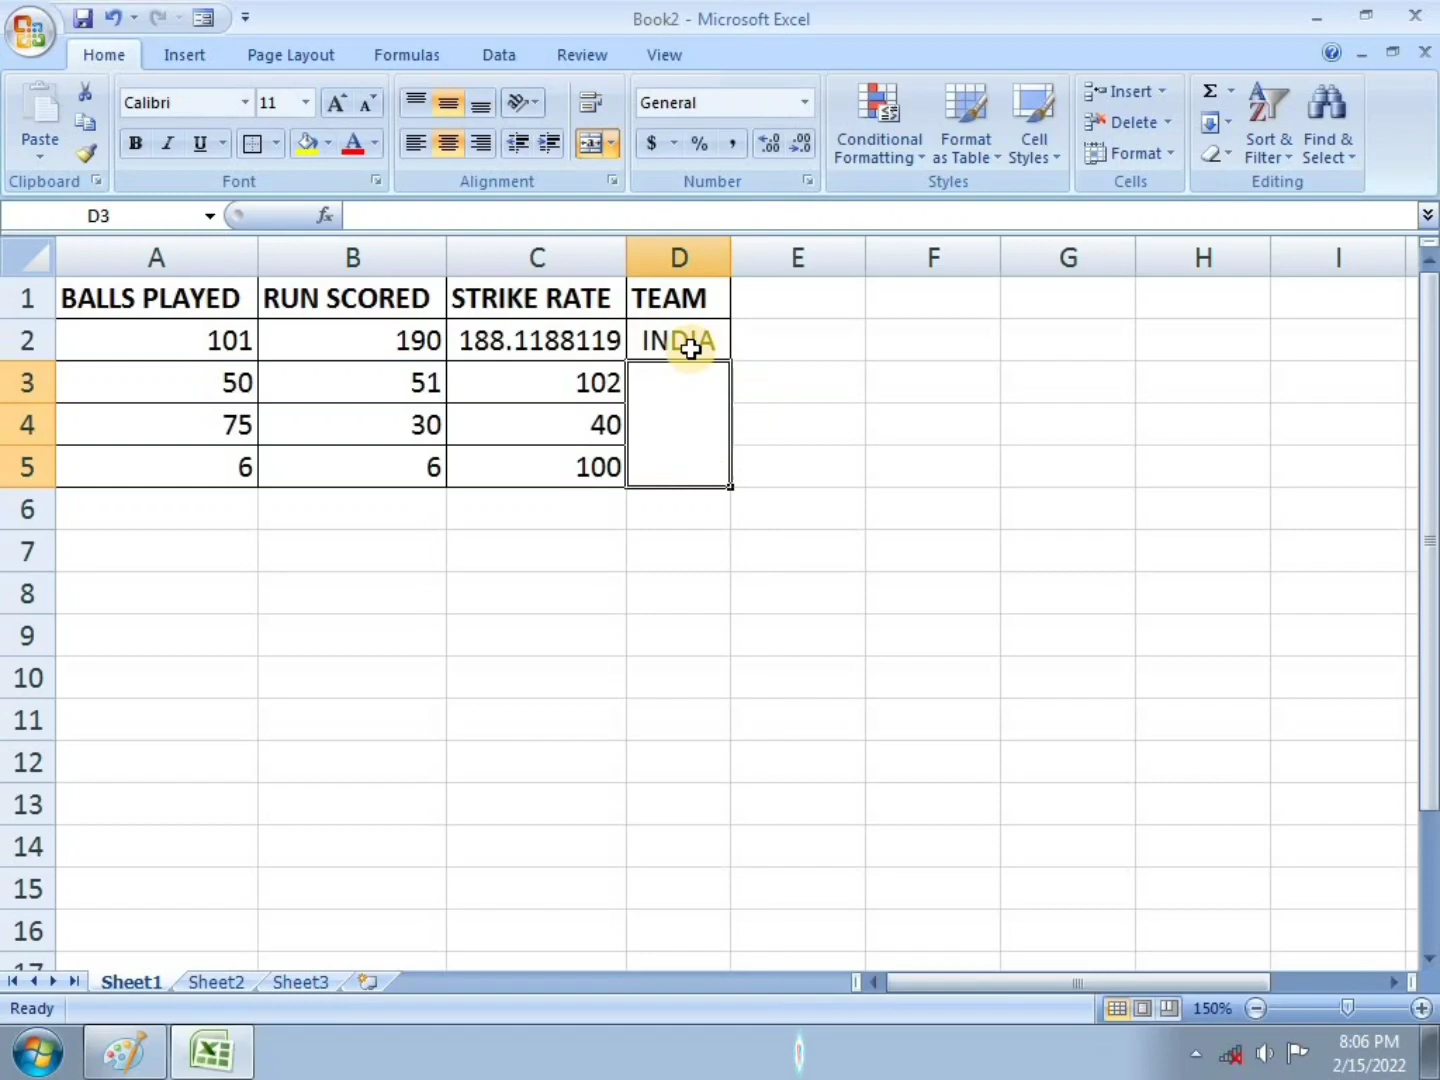 Book2 - Microsoft Excel
Home Insert Page Layout Formulas Data Review View
Calibri 11 General
Paste
B I U $ % ,
Conditional Formatting
Format as Table
Cell Styles
Insert
Delete
Format
Σ
Sort & Filter
Find & Select
Clipboard Font Alignment Number Styles Cells Editing
D3 fx
A B C D E F G H I
1 BALLS PLAYED RUN SCORED STRIKE RATE TEAM
2 101 190 188.1188119 INDIA
3 50 51 102
4 75 30 40
5 6 6 100
6
7
8
9
10
11
12
13
14
15
16
17
Sheet1 Sheet2 Sheet3
Ready 150%
8:06 PM
2/15/2022